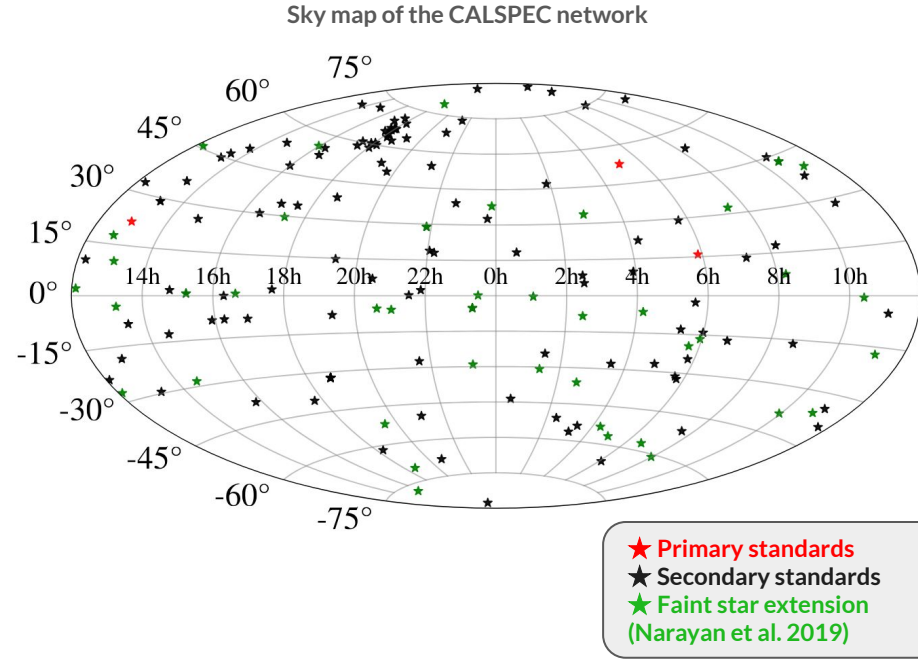 Sky map of the CALSPEC network
75°
60°
45°
30°
15°
14h 16h 18h 20h 22h 0h 2h 4h 6h 8h 10h
0°
-15°
-30°
-45°
-60°
-75°
Primary standards
Secondary standards
Faint star extension
(Narayan et al. 2019)